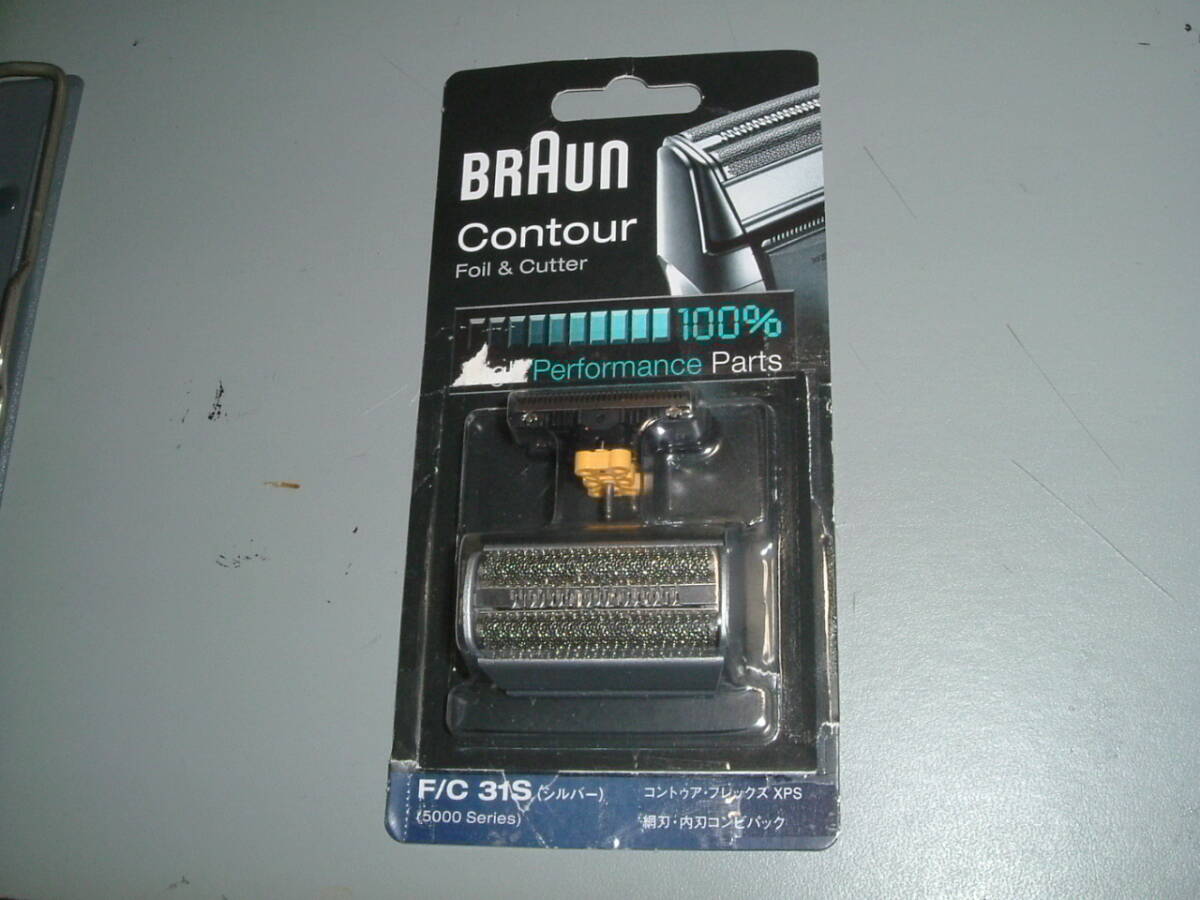 BRAUN
Contour
Foil & Cutter
100%
High Performance Parts
F/C 31S (シルバー)
(5000 Series)
コントゥア・フレックス XPS
網刃・内刃コンビパック